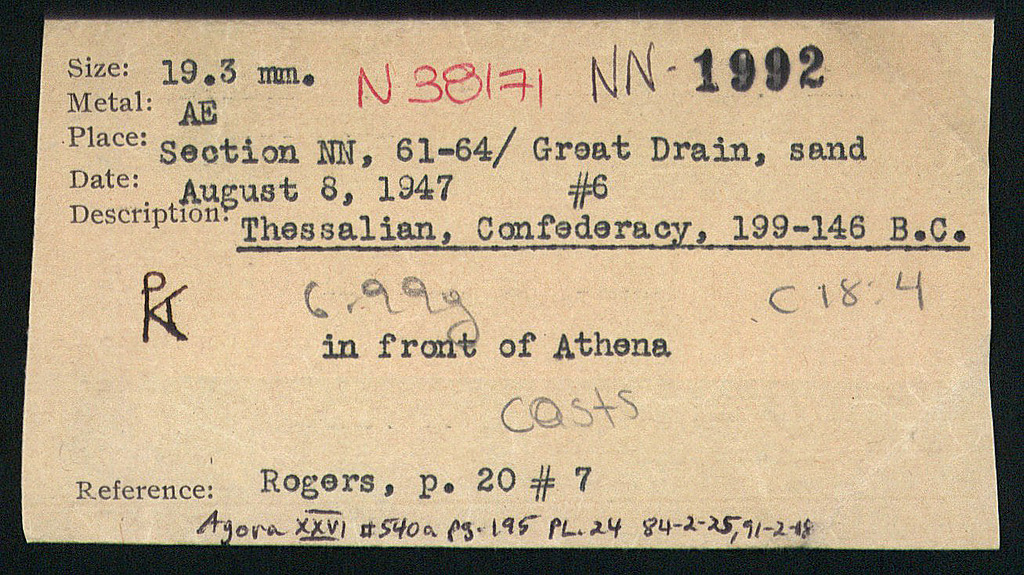 Size: 19.3 mm. N 38171 NN- 1992
Metal: AE
Place: Section NN, 61-64/ Great Drain, sand
Date: August 8, 1947 #6
Description: Thessalian, Confederacy, 199-146 B.C.
6.99g C 18:4
in front of Athena
casts
Reference: Rogers, p. 20 # 7
Agora XXVI #540a pg. 195 PL. 24 84-2-25, 91-2-18